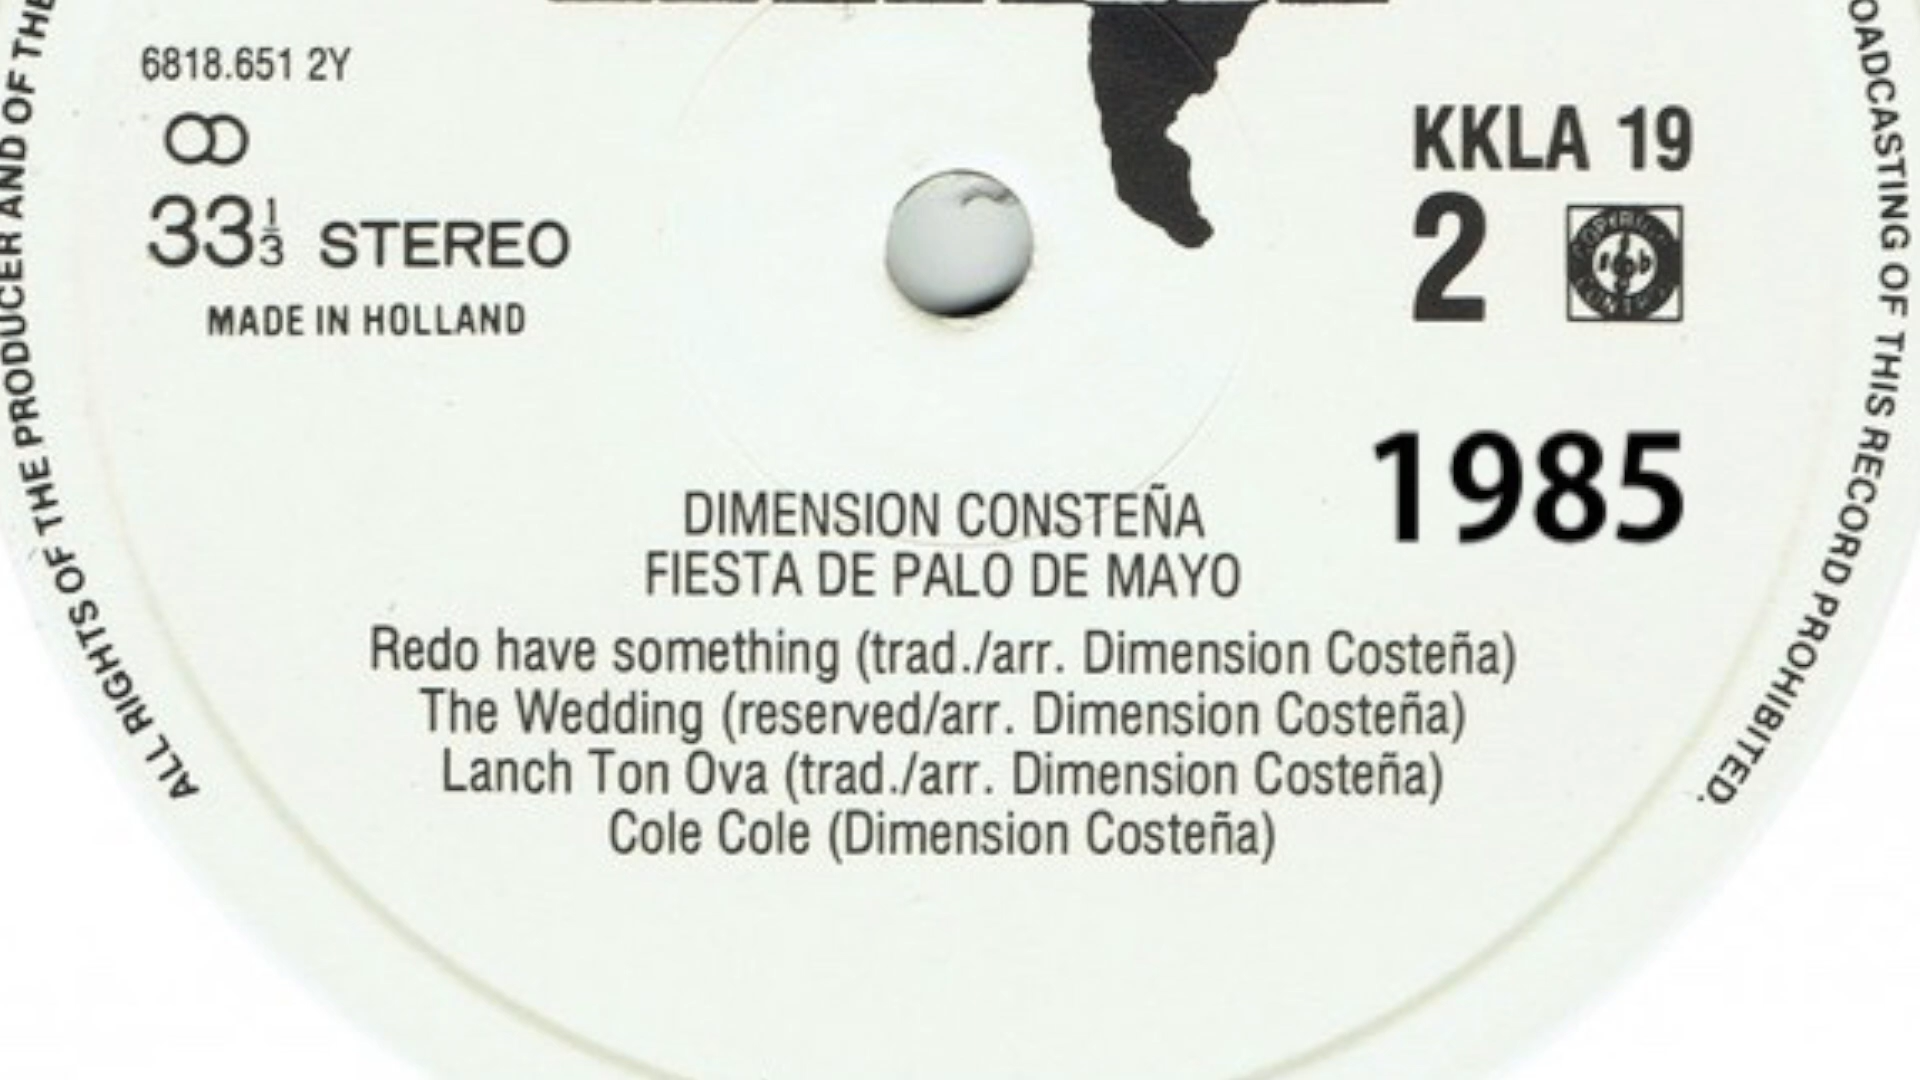 6818.651 2Y
33⅓ STEREO
MADE IN HOLLAND
KKLA 19
2
1985
DIMENSION CONSTEÑA
FIESTA DE PALO DE MAYO
Redo have something (trad./arr. Dimension Costeña)
The Wedding (reserved/arr. Dimension Costeña)
Lanch Ton Ova (trad./arr. Dimension Costeña)
Cole Cole (Dimension Costeña)
ALL RIGHTS OF THE PRODUCER AND OF THE
OADCASTING OF THIS RECORD PROHIBITED.